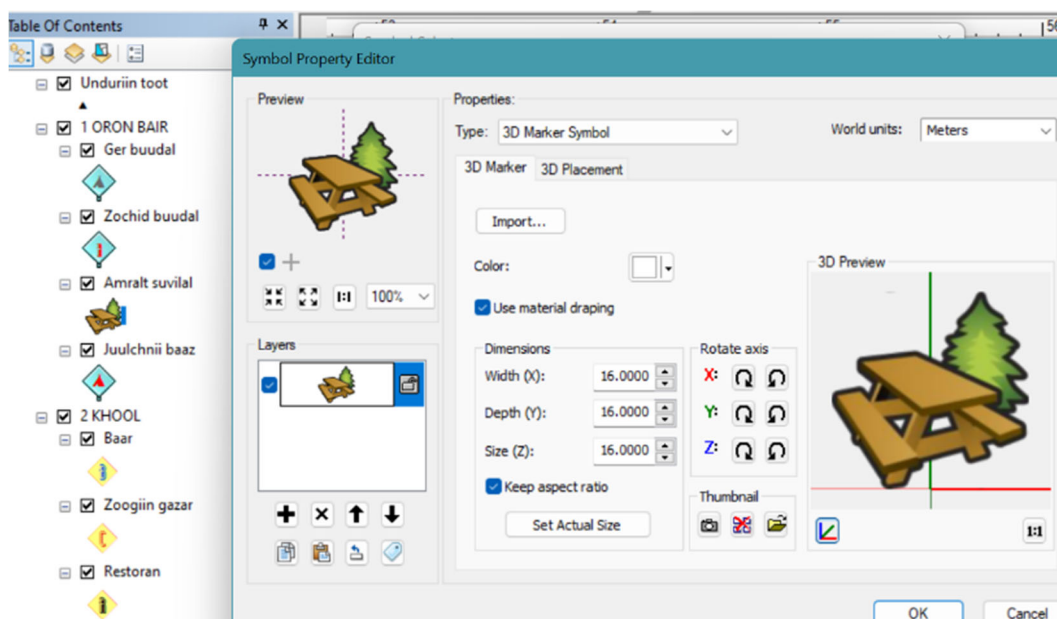 Table Of Contents
Unduriin toot
1 ORON BAIR
Ger buudal
Zochid buudal
Amralt suvilal
Juulchnii baaz
2 KHOOL
Baar
Zoogiin gazar
Restoran
Symbol Property Editor
Preview
100%
Layers
Properties:
Type: 3D Marker Symbol
World units: Meters
3D Marker 3D Placement
Import...
Color:
Use material draping
Dimensions
Width (X): 16.0000
Depth (Y): 16.0000
Size (Z): 16.0000
Keep aspect ratio
Set Actual Size
Rotate axis
X:
Y:
Z:
Thumbnail
3D Preview
1:1
OK Cancel